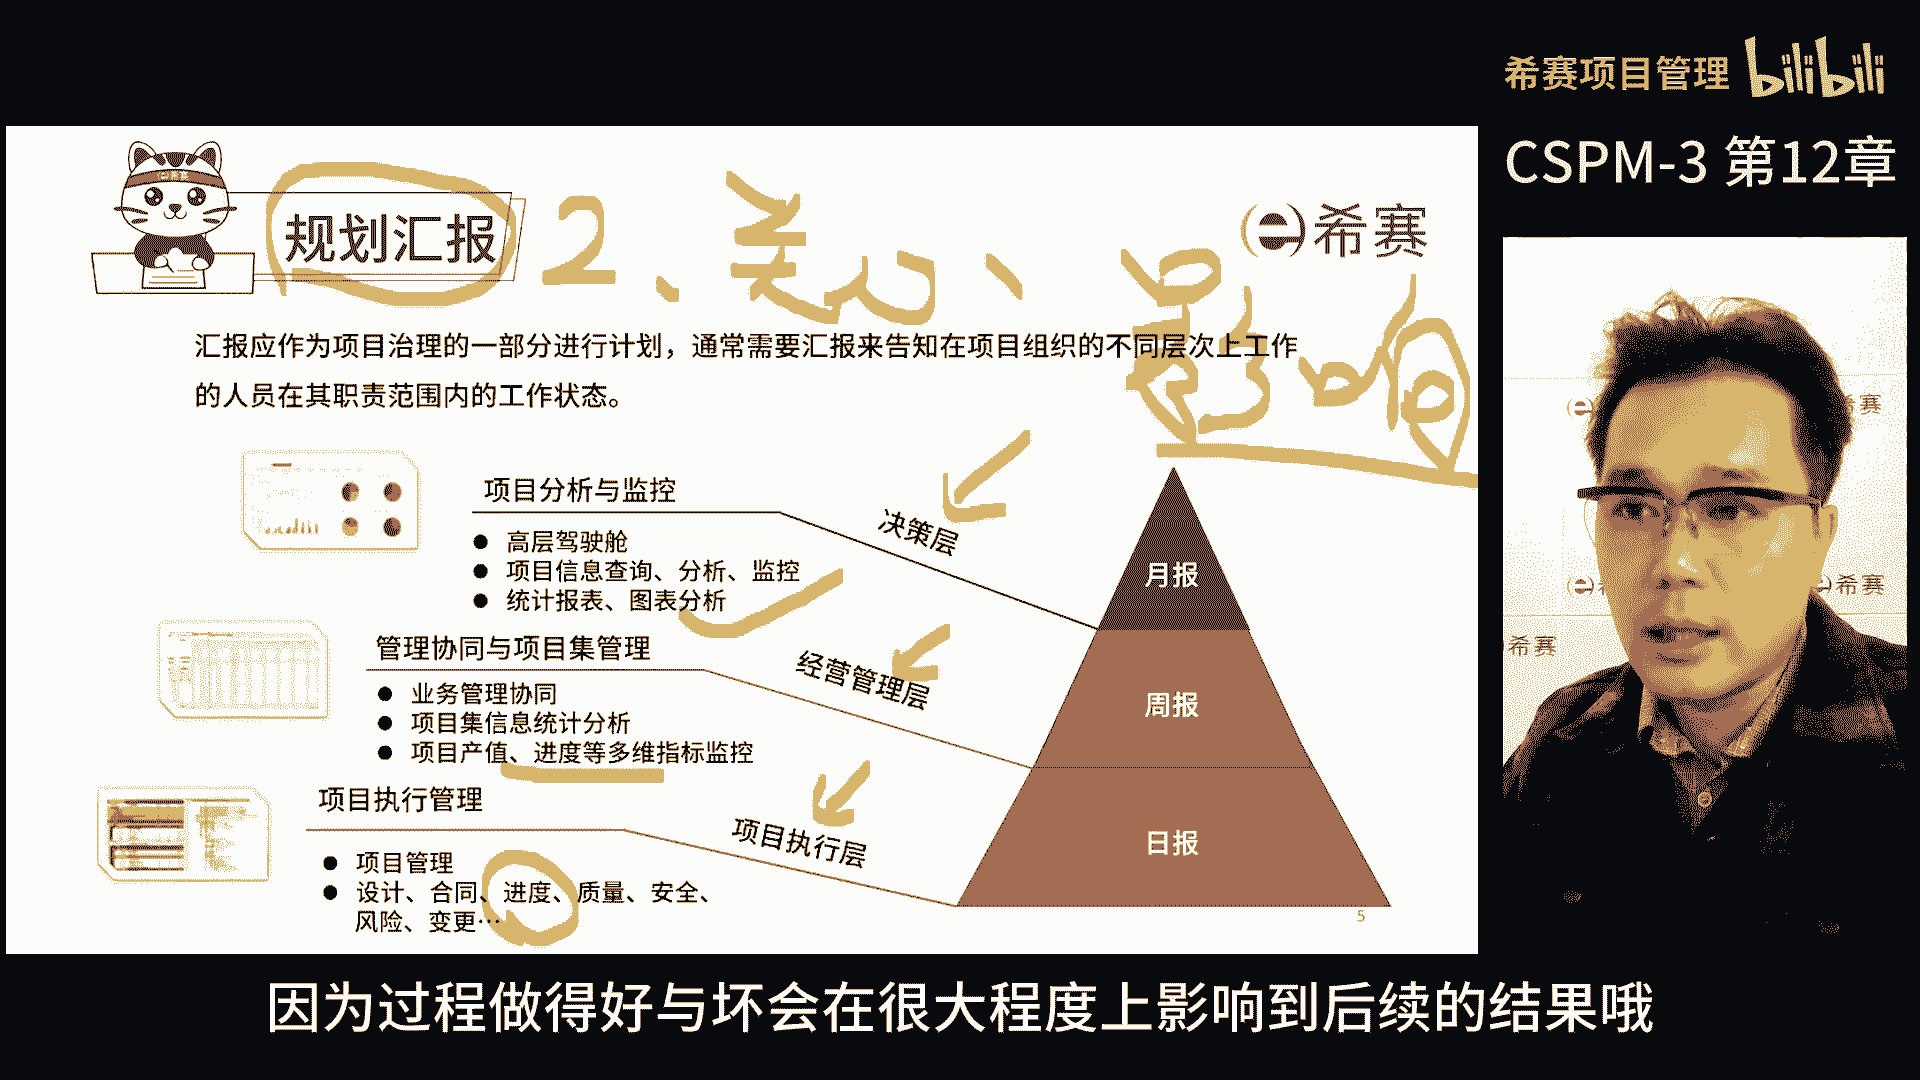 希赛项目管理 bilibili
CSPM-3 第12章
规划汇报
2、关心、影响
希赛
汇报应作为项目治理的一部分进行计划，通常需要汇报来告知在项目组织的不同层次上工作
的人员在其职责范围内的工作状态。
项目分析与监控
● 高层驾驶舱
● 项目信息查询、分析、监控
● 统计报表、图表分析
决策层
月报
管理协同与项目集管理
● 业务管理协同
● 项目集信息统计分析
● 项目产值、进度等多维指标监控
经营管理层
周报
项目执行管理
● 项目管理
● 设计、合同、进度、质量、安全、
风险、变更…
项目执行层
日报
5
希赛
希赛
希赛
因为过程做得好与坏会在很大程度上影响到后续的结果哦